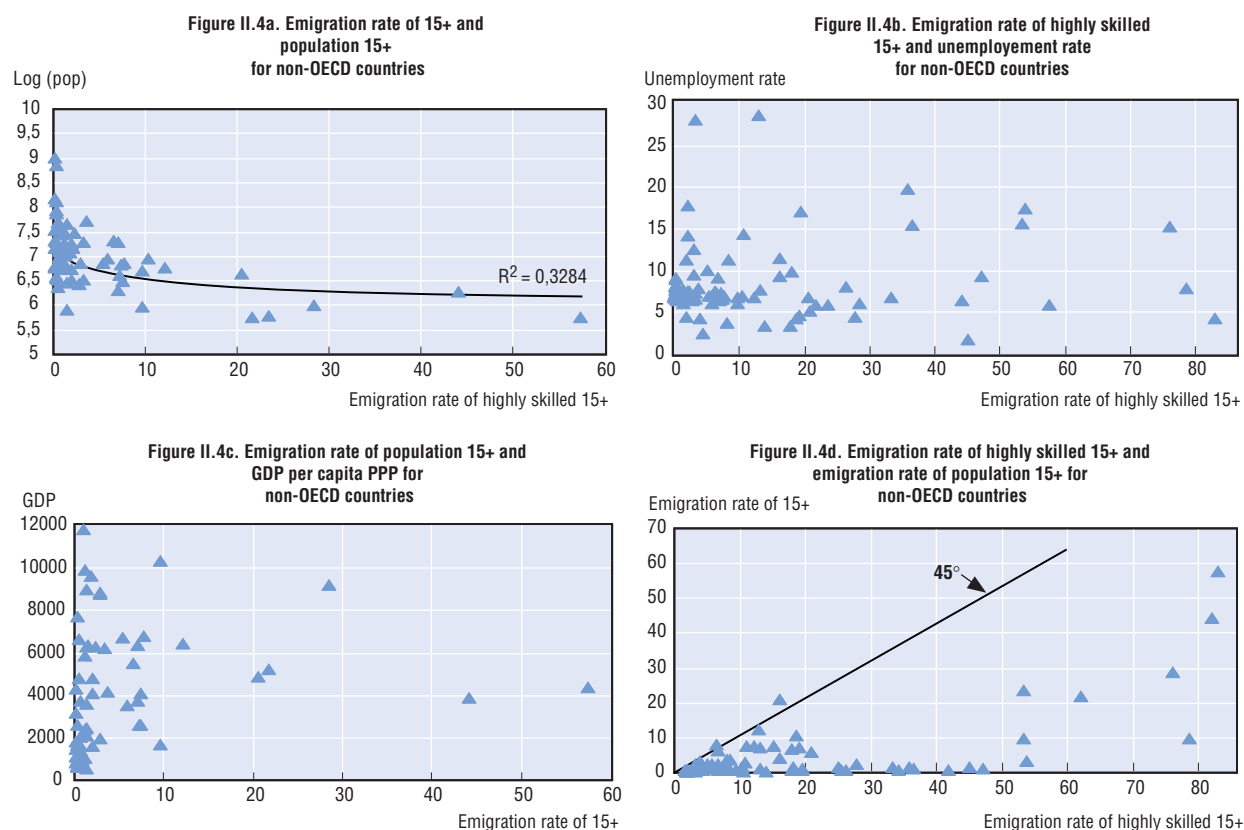 Figure II.4a. Emigration rate of 15+ and
population 15+
for non-OECD countries
Log (pop)
10
9,5
9
8,5
8
7,5
7
6,5
6
5,5
5
R² = 0,3284
0 10 20 30 40 50 60
Emigration rate of highly skilled 15+
Figure II.4b. Emigration rate of highly skilled
15+ and unemployement rate
for non-OECD countries
Unemployment rate
30
25
20
15
10
5
0
0 10 20 30 40 50 60 70 80
Emigration rate of highly skilled 15+
Figure II.4c. Emigration rate of population 15+ and
GDP per capita PPP for
non-OECD countries
GDP
12000
10000
8000
6000
4000
2000
0
0 10 20 30 40 50 60
Emigration rate of 15+
Figure II.4d. Emigration rate of highly skilled 15+ and
emigration rate of population 15+ for
non-OECD countries
Emigration rate of 15+
70
60
50
40
30
20
10
0
45°
0 10 20 30 40 50 60 70 80
Emigration rate of highly skilled 15+